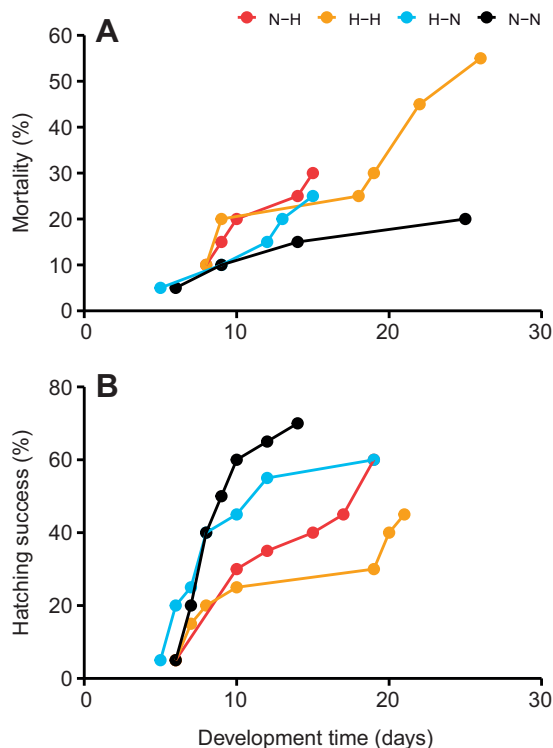 N−H H−H H−N N−N
A
60
50
40
30
20
10
0
Mortality (%)
0 10 20 30
B
80
60
40
20
0
Hatching success (%)
0 10 20 30
Development time (days)